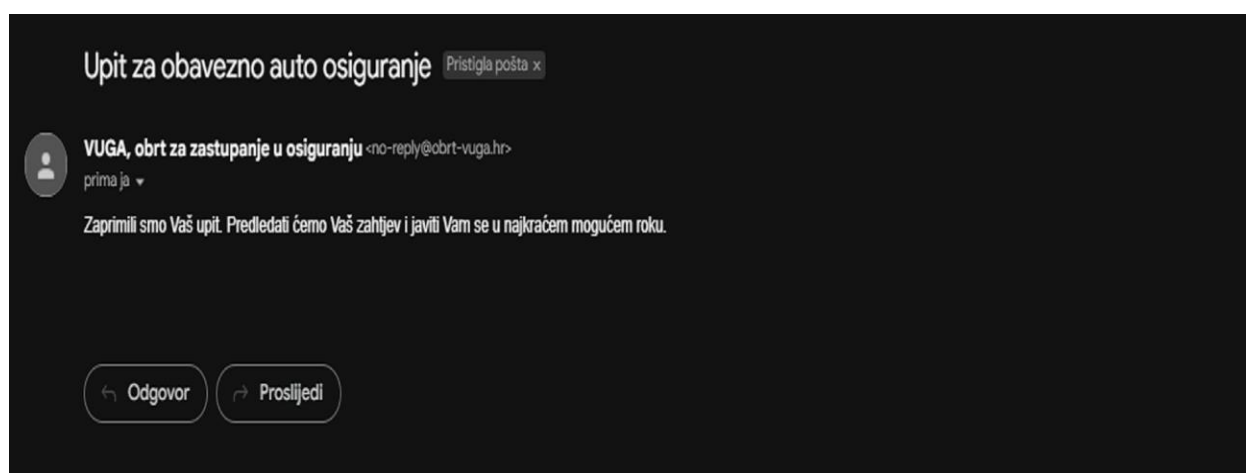 Upit za obavezno auto osiguranje Pristigla pošta x
VUGA, obrt za zastupanje u osiguranju <no-reply@obrt-vuga.hr>
prima ja
Zaprimili smo Vaš upit. Predledati ćemo Vaš zahtjev i javiti Vam se u najkraćem mogućem roku.
Odgovor Proslijedi